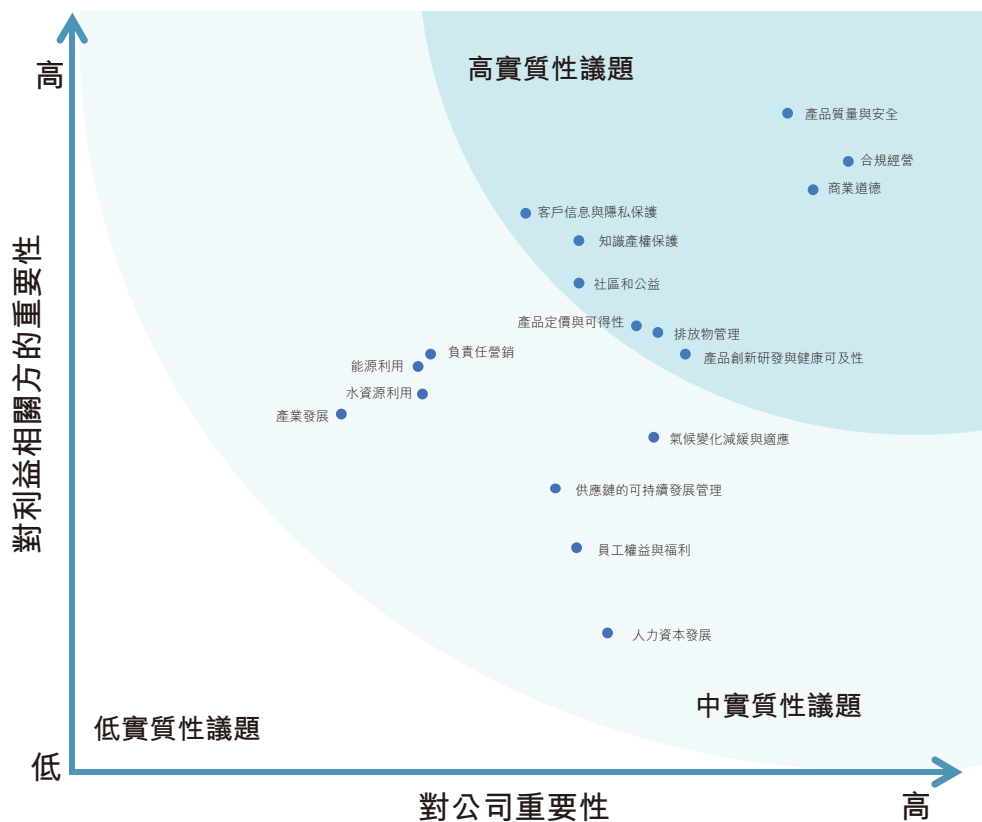 高
高實質性議題
產品質量與安全
合規經營
商業道德
客戶信息與隱私保護
知識產權保護
社區和公益
產品定價與可得性
排放物管理
產品創新研發與健康可及性
負責任營銷
能源利用
水資源利用
產業發展
氣候變化減緩與適應
供應鏈的可持續發展管理
員工權益與福利
人力資本發展
對利益相關方的重要性
中實質性議題
低實質性議題
低
對公司重要性
高